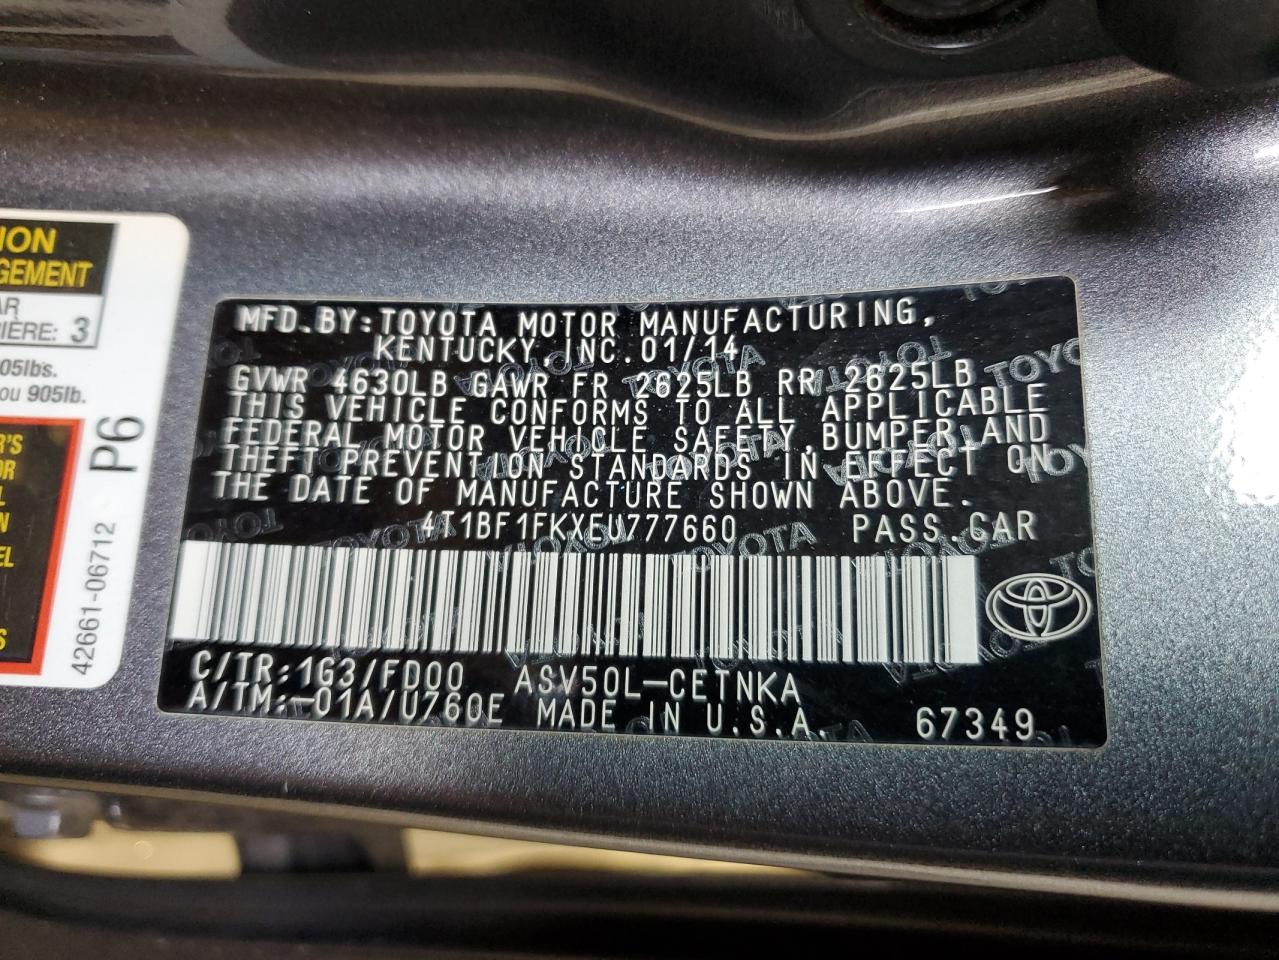 ION
GEMENT
AR
IERE: 3
05lbs.
ou 905lb.
R'S
OR
L
N
EL
S
P6
42661-06712
MFD.BY:TOYOTA MOTOR MANUFACTURING,
KENTUCKY, INC. 01/14
GVWR 4630LB GAWR FR 2625LB RR 2625LB
THIS VEHICLE CONFORMS TO ALL APPLICABLE
FEDERAL MOTOR VEHICLE SAFETY, BUMPER, AND
THEFT PREVENTION STANDARDS IN EFFECT ON
THE DATE OF MANUFACTURE SHOWN ABOVE.
4T1BF1FKXEU777660 PASS.CAR
C/TR:1G3/FD00 ASV50L-CETNKA
A/TM:-01A/U760E MADE IN U.S.A. 67349